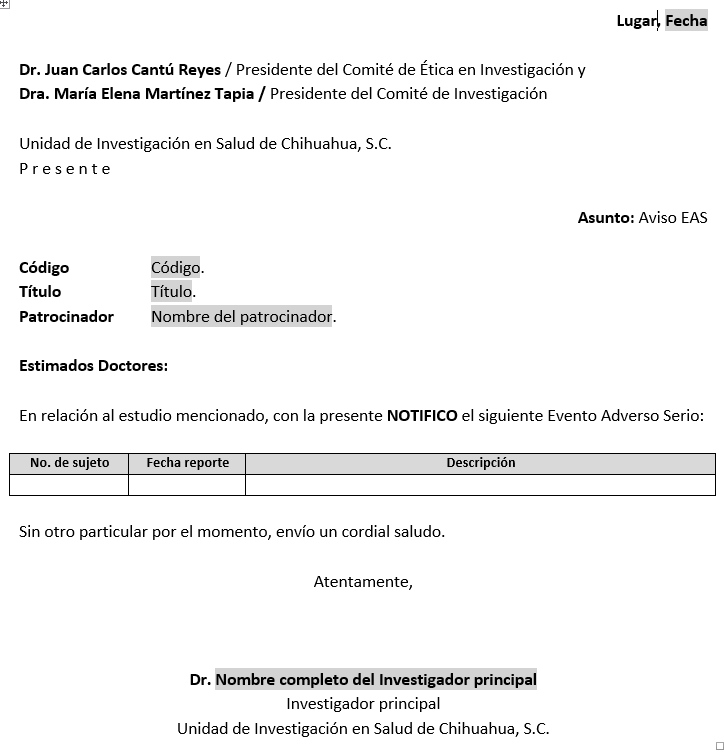 Lugar, Fecha
Dr. Juan Carlos Cantú Reyes / Presidente del Comité de Ética en Investigación y
Dra. María Elena Martínez Tapia / Presidente del Comité de Investigación
Unidad de Investigación en Salud de Chihuahua, S.C.
P r e s e n t e
Asunto: Aviso EAS
Código Código.
Título Título.
Patrocinador Nombre del patrocinador.
Estimados Doctores:
En relación al estudio mencionado, con la presente NOTIFICO el siguiente Evento Adverso Serio:
No. de sujeto Fecha reporte Descripción
Sin otro particular por el momento, envío un cordial saludo.
Atentamente,
Dr. Nombre completo del Investigador principal
Investigador principal
Unidad de Investigación en Salud de Chihuahua, S.C.